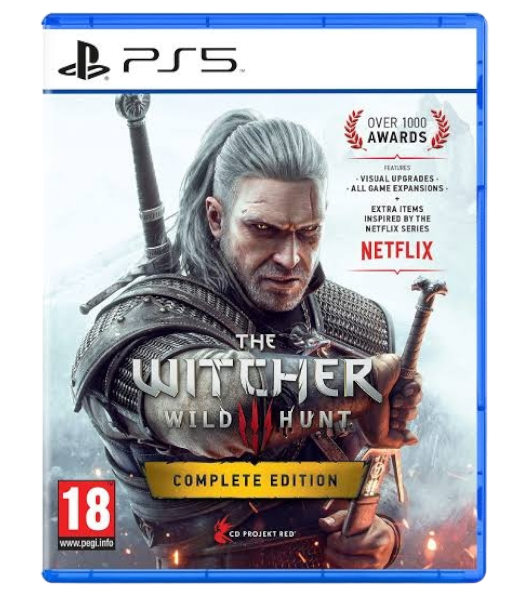 PS5
OVER 1000
AWARDS
FEATURES
· VISUAL UPGRADES ·
· ALL GAME EXPANSIONS ·
+
EXTRA ITEMS
INSPIRED BY THE
NETFLIX SERIES
NETFLIX
THE
WITCHER
WILD III HUNT
COMPLETE EDITION
18
www.pegi.info
CD PROJEKT RED®